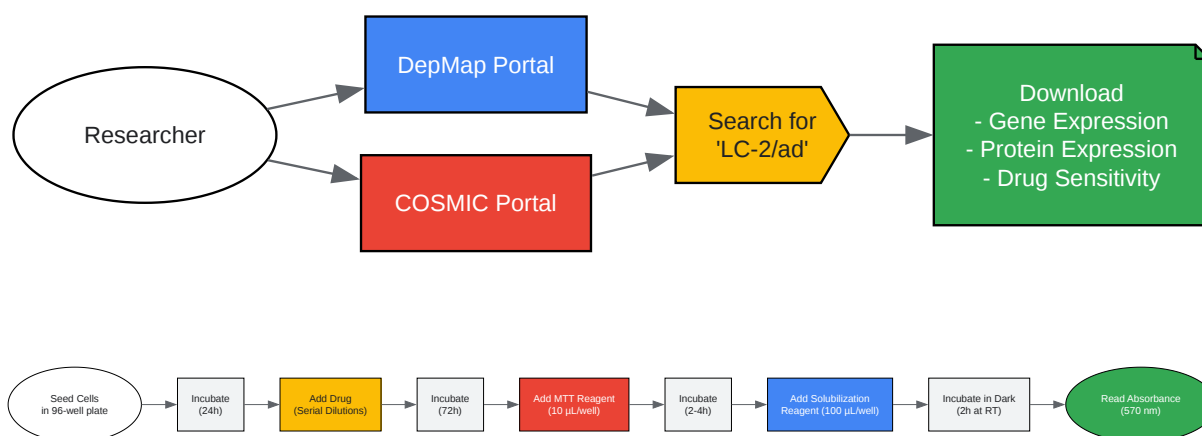 Researcher
DepMap Portal
COSMIC Portal
Search for
'LC-2/ad'
Download
- Gene Expression
- Protein Expression
- Drug Sensitivity
Seed Cells
in 96-well plate
Incubate
(24h)
Add Drug
(Serial Dilutions)
Incubate
(72h)
Add MTT Reagent
(10 µL/well)
Incubate
(2-4h)
Add Solubilization
Reagent (100 µL/well)
Incubate in Dark
(2h at RT)
Read Absorbance
(570 nm)